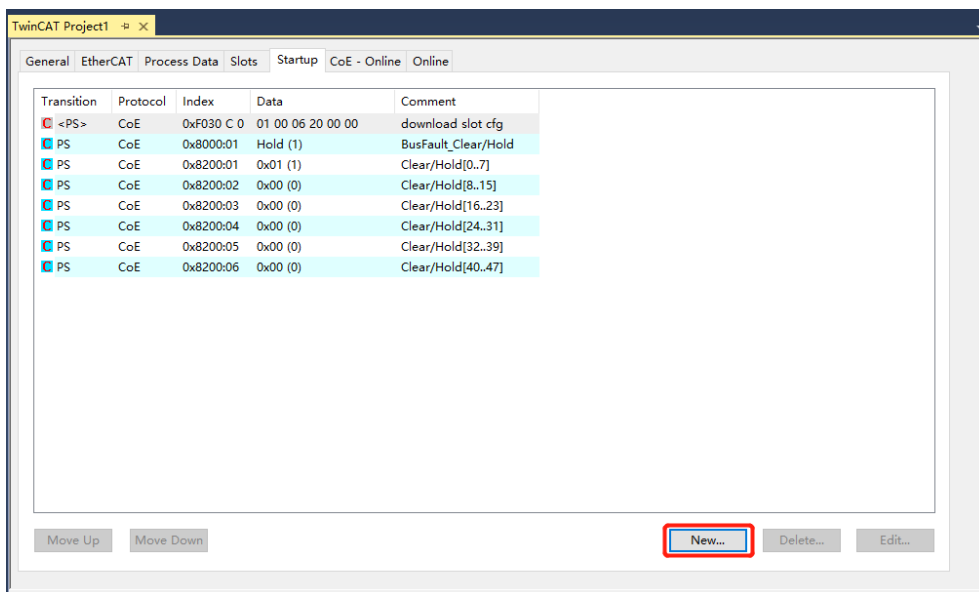 TwinCAT Project1
General EtherCAT Process Data Slots Startup CoE - Online Online
Transition Protocol Index Data Comment
C <PS> CoE 0xF030 C 0 01 00 06 20 00 00 download slot cfg
C PS CoE 0x8000:01 Hold (1) BusFault_Clear/Hold
C PS CoE 0x8200:01 0x01 (1) Clear/Hold[0..7]
C PS CoE 0x8200:02 0x00 (0) Clear/Hold[8..15]
C PS CoE 0x8200:03 0x00 (0) Clear/Hold[16..23]
C PS CoE 0x8200:04 0x00 (0) Clear/Hold[24..31]
C PS CoE 0x8200:05 0x00 (0) Clear/Hold[32..39]
C PS CoE 0x8200:06 0x00 (0) Clear/Hold[40..47]
Move Up Move Down New... Delete... Edit...